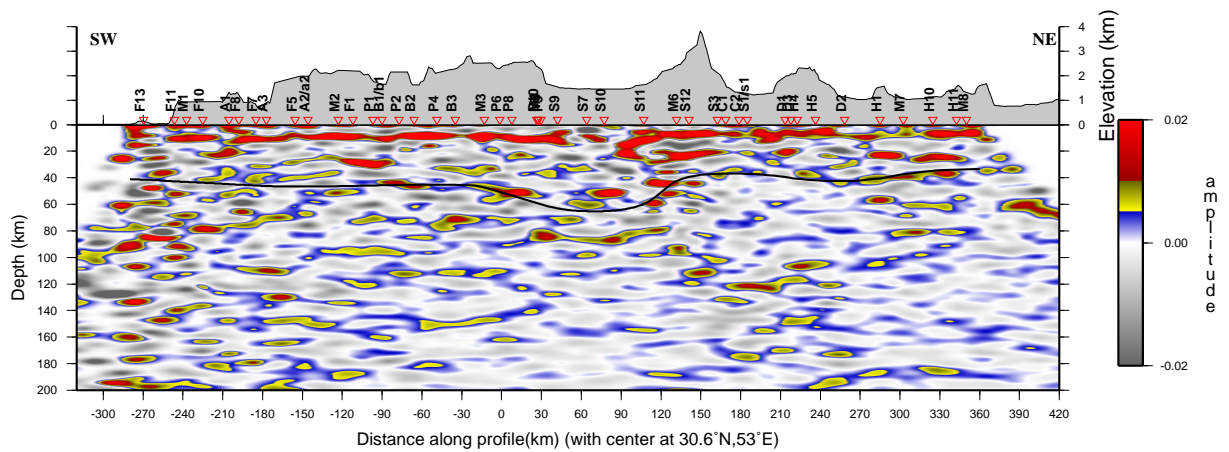 SW
NE
Elevation (km)
4
3
2
1
0
F13
F11
M1
F10
A1
F8
F7
A3
F5
A2/a2
M2
F1
B1/b1
P2
B2
P4
B3
M3
P6
P8
S9
S7
S10
S11
M6
S12
S3
C1
C2
S1/s1
H5
D2
H1
M7
H10
H11
M8
Depth (km)
0
20
40
60
80
100
120
140
160
180
200
-300 -270 -240 -210 -180 -150 -120 -90 -60 -30 0 30 60 90 120 150 180 210 240 270 300 330 360 390 420
Distance along profile(km) (with center at 30.6˚N,53˚E)
0.02
0.00
-0.02
amplitude